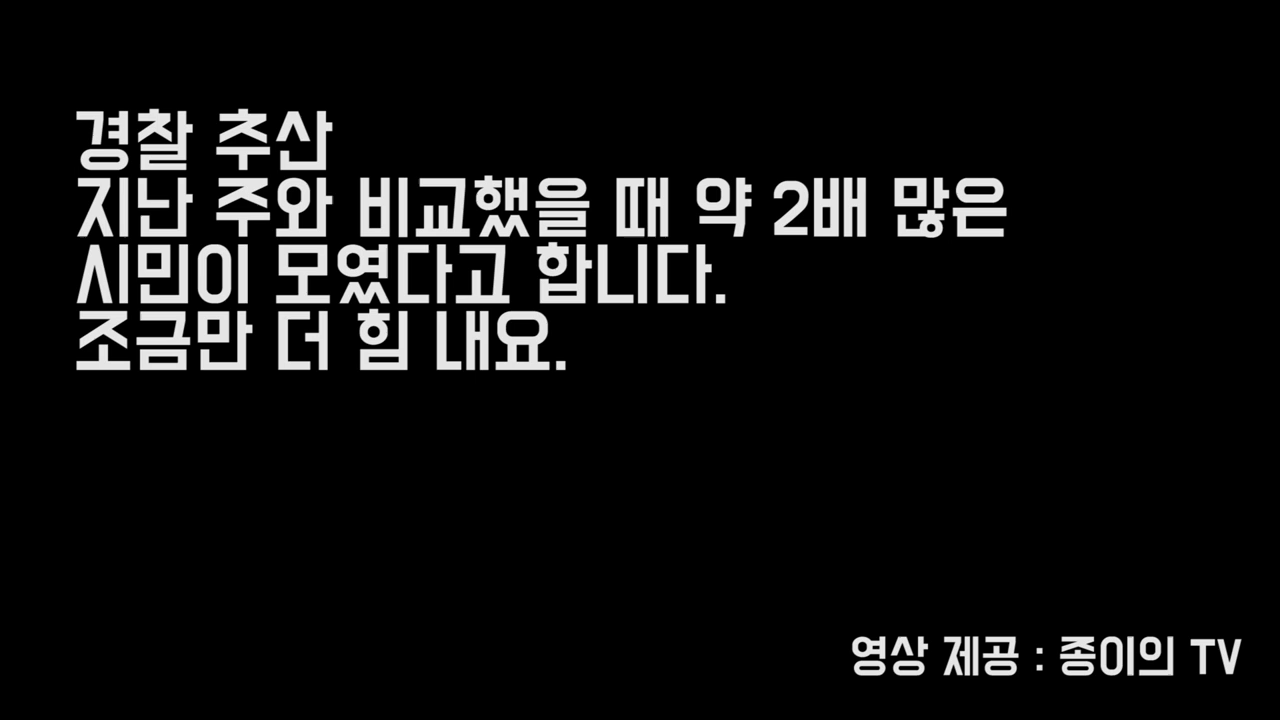 경찰 추산
지난 주와 비교했을 때 약 2배 많은
시민이 모였다고 합니다.
조금만 더 힘 내요.
영상 제공 : 종이의 TV